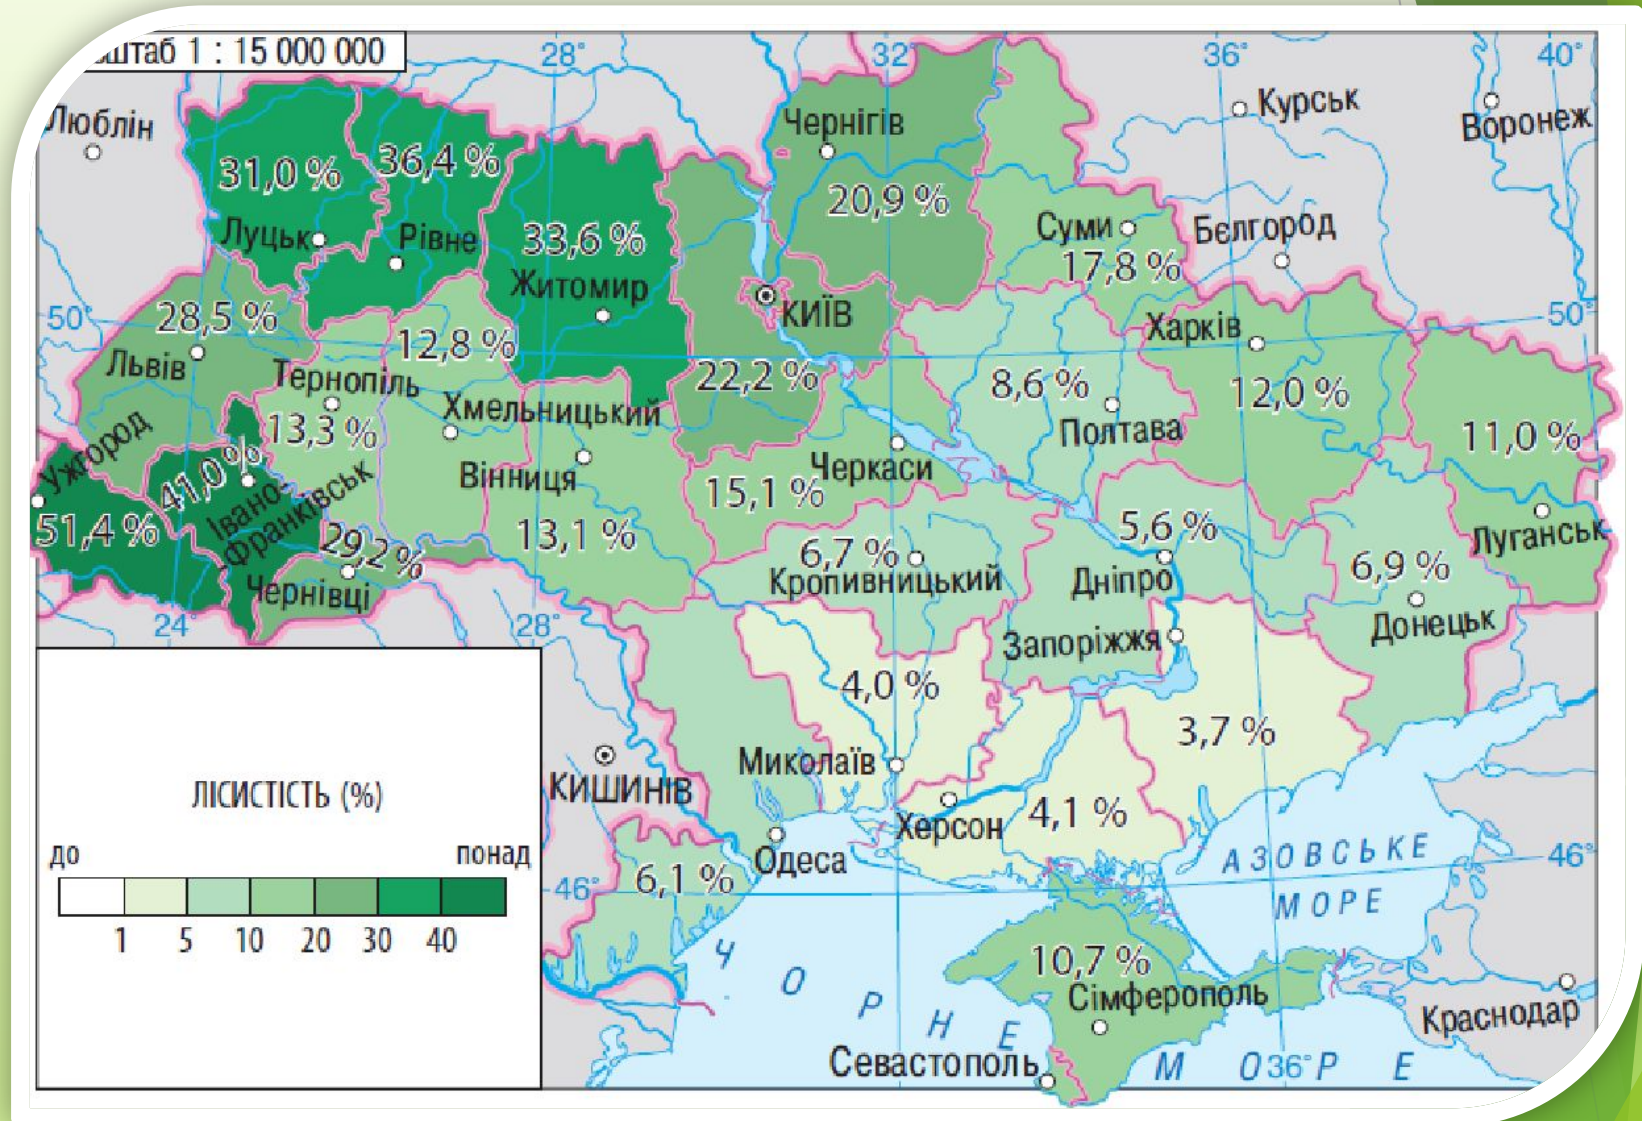 штаб 1 : 15 000 000
28°
32°
36°
40°
Люблін
Чернігів
Курськ
Воронеж
31,0 %
36,4 %
20,9 %
Луцьк
Рівне
33,6 %
Житомир
Суми
17,8 %
Бєлгород
50°
28,5 %
Львів
12,8 %
КИЇВ
Харків
50°
Тернопіль
13,3 %
Хмельницький
22,2 %
8,6 %
Полтава
12,0 %
11,0 %
Ужгород
51,4 %
41,0 %
Івано-
-Франківськ
Вінниця
13,1 %
15,1 %
Черкаси
29,2 %
Чернівці
6,7 %
Кропивницький
5,6 %
Дніпро
6,9 %
Донецьк
Луганськ
24°
28°
Запоріжжя
4,0 %
3,7 %
КИШИНІВ
Миколаїв
Херсон
4,1 %
Одеса
6,1 %
46°
46°
АЗОВСЬКЕ
МОРЕ
ЛІСИСТІСТЬ (%)
до
понад
1 5 10 20 30 40
10,7 %
Сімферополь
Севастополь
Краснодар
ЧОРНЕ
МОРЕ
36°